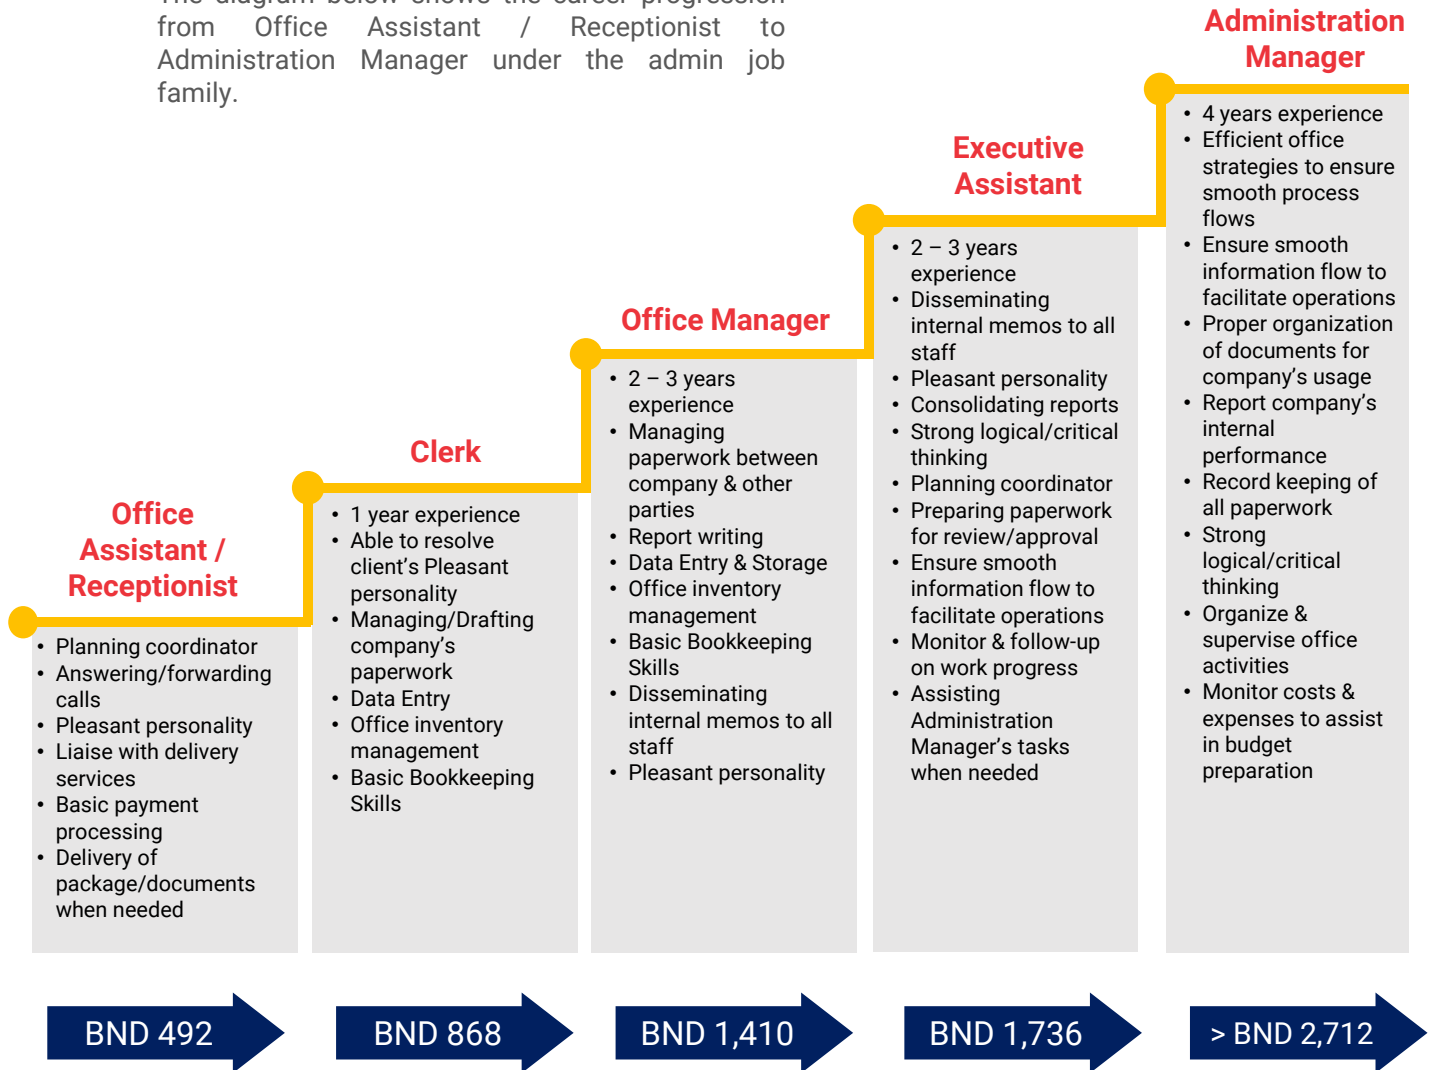 The diagram below shows the career progression
from Office Assistant / Receptionist to
Administration Manager under the admin job
family.
Office
Assistant /
Receptionist
• Planning coordinator
• Answering/forwarding
calls
• Pleasant personality
• Liaise with delivery
services
• Basic payment
processing
• Delivery of
package/documents
when needed
BND 492
Clerk
• 1 year experience
• Able to resolve
client's Pleasant
personality
• Managing/Drafting
company's
paperwork
• Data Entry
• Office inventory
management
• Basic Bookkeeping
Skills
BND 868
Office Manager
• 2 – 3 years
experience
• Managing
paperwork between
company & other
parties
• Report writing
• Data Entry & Storage
• Office inventory
management
• Basic Bookkeeping
Skills
• Disseminating
internal memos to all
staff
• Pleasant personality
BND 1,410
Executive
Assistant
• 2 – 3 years
experience
• Disseminating
internal memos to all
staff
• Pleasant personality
• Consolidating reports
• Strong logical/critical
thinking
• Planning coordinator
• Preparing paperwork
for review/approval
• Ensure smooth
information flow to
facilitate operations
• Monitor & follow-up
on work progress
• Assisting
Administration
Manager's tasks
when needed
BND 1,736
Administration
Manager
• 4 years experience
• Efficient office
strategies to ensure
smooth process
flows
• Ensure smooth
information flow to
facilitate operations
• Proper organization
of documents for
company's usage
• Report company's
internal
performance
• Record keeping of
all paperwork
• Strong
logical/critical
thinking
• Organize &
supervise office
activities
• Monitor costs &
expenses to assist
in budget
preparation
> BND 2,712